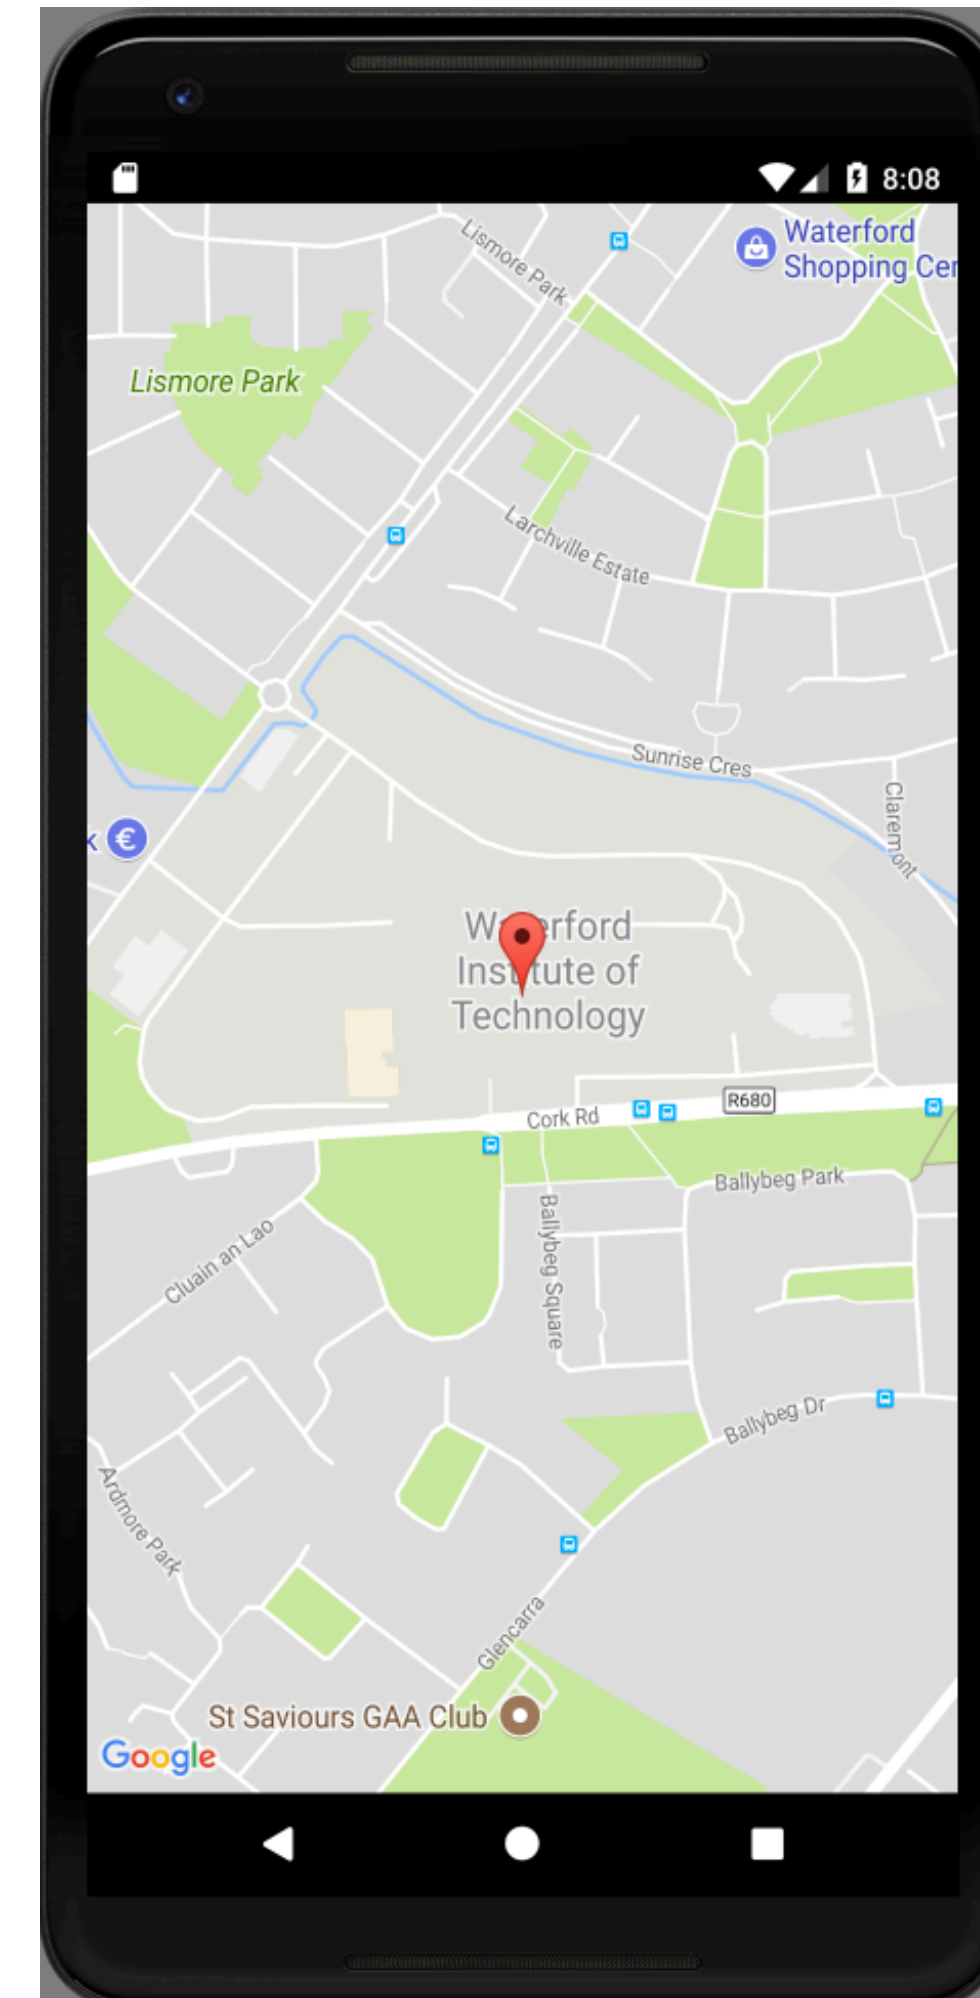 8:08
Lismore Park
Waterford
Shopping Cer
Lismore Park
Larchville Estate
Sunrise Cres
Claremont
k €
Waterford
Institute of
Technology
R680
Cork Rd
Ballybeg Park
Ballybeg Square
Cluain an Lao
Ballybeg Dr
Ardmore Park
Glencarra
St Saviours GAA Club
Google